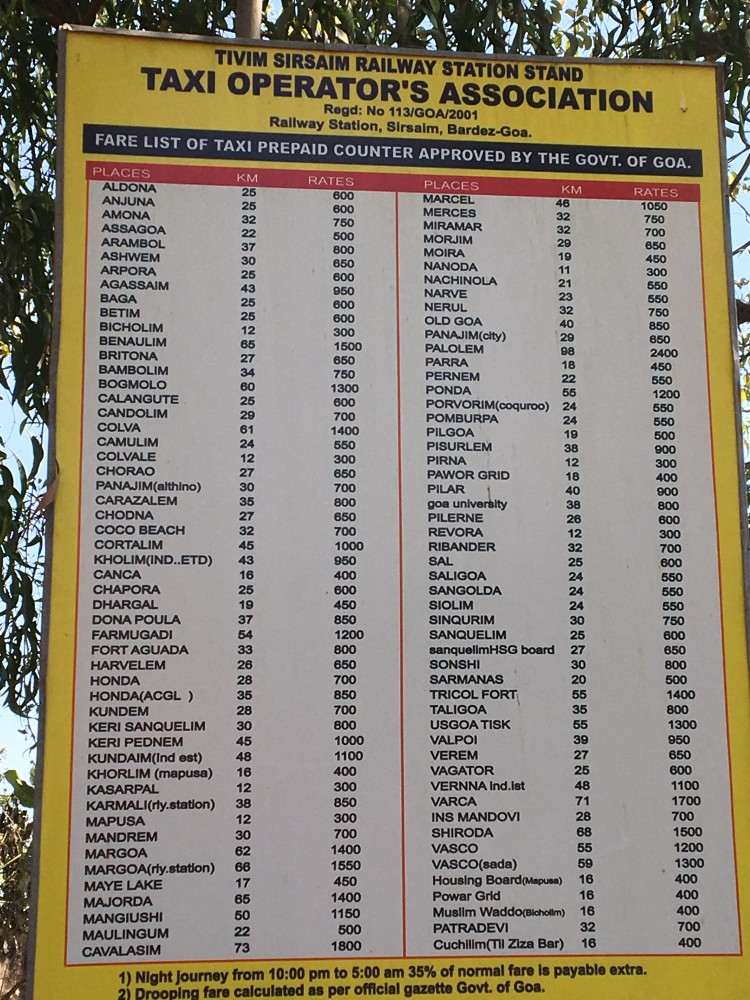 TIVIM SIRSAIM RAILWAY STATION STAND
TAXI OPERATOR'S ASSOCIATION
Regd: No 113/GOA/2001
Railway Station, Sirsaim, Bardez-Goa.
FARE LIST OF TAXI PREPAID COUNTER APPROVED BY THE GOVT. OF GOA.
PLACES KM RATES
ALDONA 25 600
ANJUNA 25 600
AMONA 32 750
ASSAGOA 22 500
ARAMBOL 37 800
ASHWEM 30 650
ARPORA 25 600
AGASSAIM 43 950
BAGA 25 600
BETIM 25 600
BICHOLIM 12 300
BENAULIM 65 1500
BRITONA 27 650
BAMBOLIM 34 750
BOGMOLO 60 1300
CALANGUTE 25 600
CANDOLIM 29 700
COLVA 61 1400
CAMULIM 24 550
COLVALE 12 300
CHORAO 27 650
PANAJIM(althino) 30 700
CARAZALEM 35 800
CHODNA 27 650
COCO BEACH 32 700
CORTALIM 45 1000
KHOLIM(IND..ETD) 43 950
CANCA 16 400
CHAPORA 25 600
DHARGAL 19 450
DONA POULA 37 850
FARMUGADI 54 1200
FORT AGUADA 33 800
HARVELEM 26 650
HONDA 28 700
HONDA(ACGL ) 35 850
KUNDEM 28 700
KERI SANQUELIM 30 800
KERI PEDNEM 45 1000
KUNDAIM(ind est) 48 1100
KHORLIM (mapusa) 16 400
KASARPAL 12 300
KARMALI(rly.station) 38 850
MAPUSA 12 300
MANDREM 30 700
MARGOA 62 1400
MARGOA(rly.station) 66 1550
MAYE LAKE 17 450
MAJORDA 65 1400
MANGIUSHI 50 1150
MAULINGUM 22 500
CAVALASIM 73 1800
PLACES KM RATES
MARCEL 46 1050
MERCES 32 750
MIRAMAR 32 700
MORJIM 29 650
MOIRA 19 450
NANODA 11 300
NACHINOLA 21 550
NARVE 23 550
NERUL 32 750
OLD GOA 40 850
PANAJIM(city) 29 650
PALOLEM 98 2400
PARRA 18 450
PERNEM 22 550
PONDA 55 1200
PORVORIM(coquroo) 24 550
POMBURPA 24 550
PILGOA 19 500
PISURLEM 38 900
PIRNA 12 300
PAWOR GRID 18 400
PILAR 40 900
goa university 38 800
PILERNE 26 600
REVORA 12 300
RIBANDER 32 700
SAL 25 600
SALIGOA 24 550
SANGOLDA 24 550
SIOLIM 24 550
SINQURIM 30 750
SANQUELIM 25 600
sanquelimHSG board 27 650
SONSHI 30 800
SARMANAS 20 500
TRICOL FORT 55 1400
TALIGOA 35 800
USGOA TISK 55 1300
VALPOI 39 950
VEREM 27 650
VAGATOR 25 600
VERNNA ind.ist 48 1100
VARCA 71 1700
INS MANDOVI 28 700
SHIRODA 68 1500
VASCO 55 1200
VASCO(sada) 59 1300
Housing Board(Mapusa) 16 400
Powar Grid 16 400
Muslim Waddo(Bicholim) 16 400
PATRADEVI 32 700
Cuchilim(Til Ziza Bar) 16 400
1) Night journey from 10:00 pm to 5:00 am 35% of normal fare is payable extra.
2) Drooping fare calculated as per official gazette Govt. of Goa.